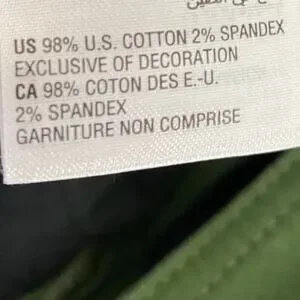 US 98% U.S. COTTON 2% SPANDEX
EXCLUSIVE OF DECORATION
CA 98% COTON DES E.-U.
2% SPANDEX
GARNITURE NON COMPRISE